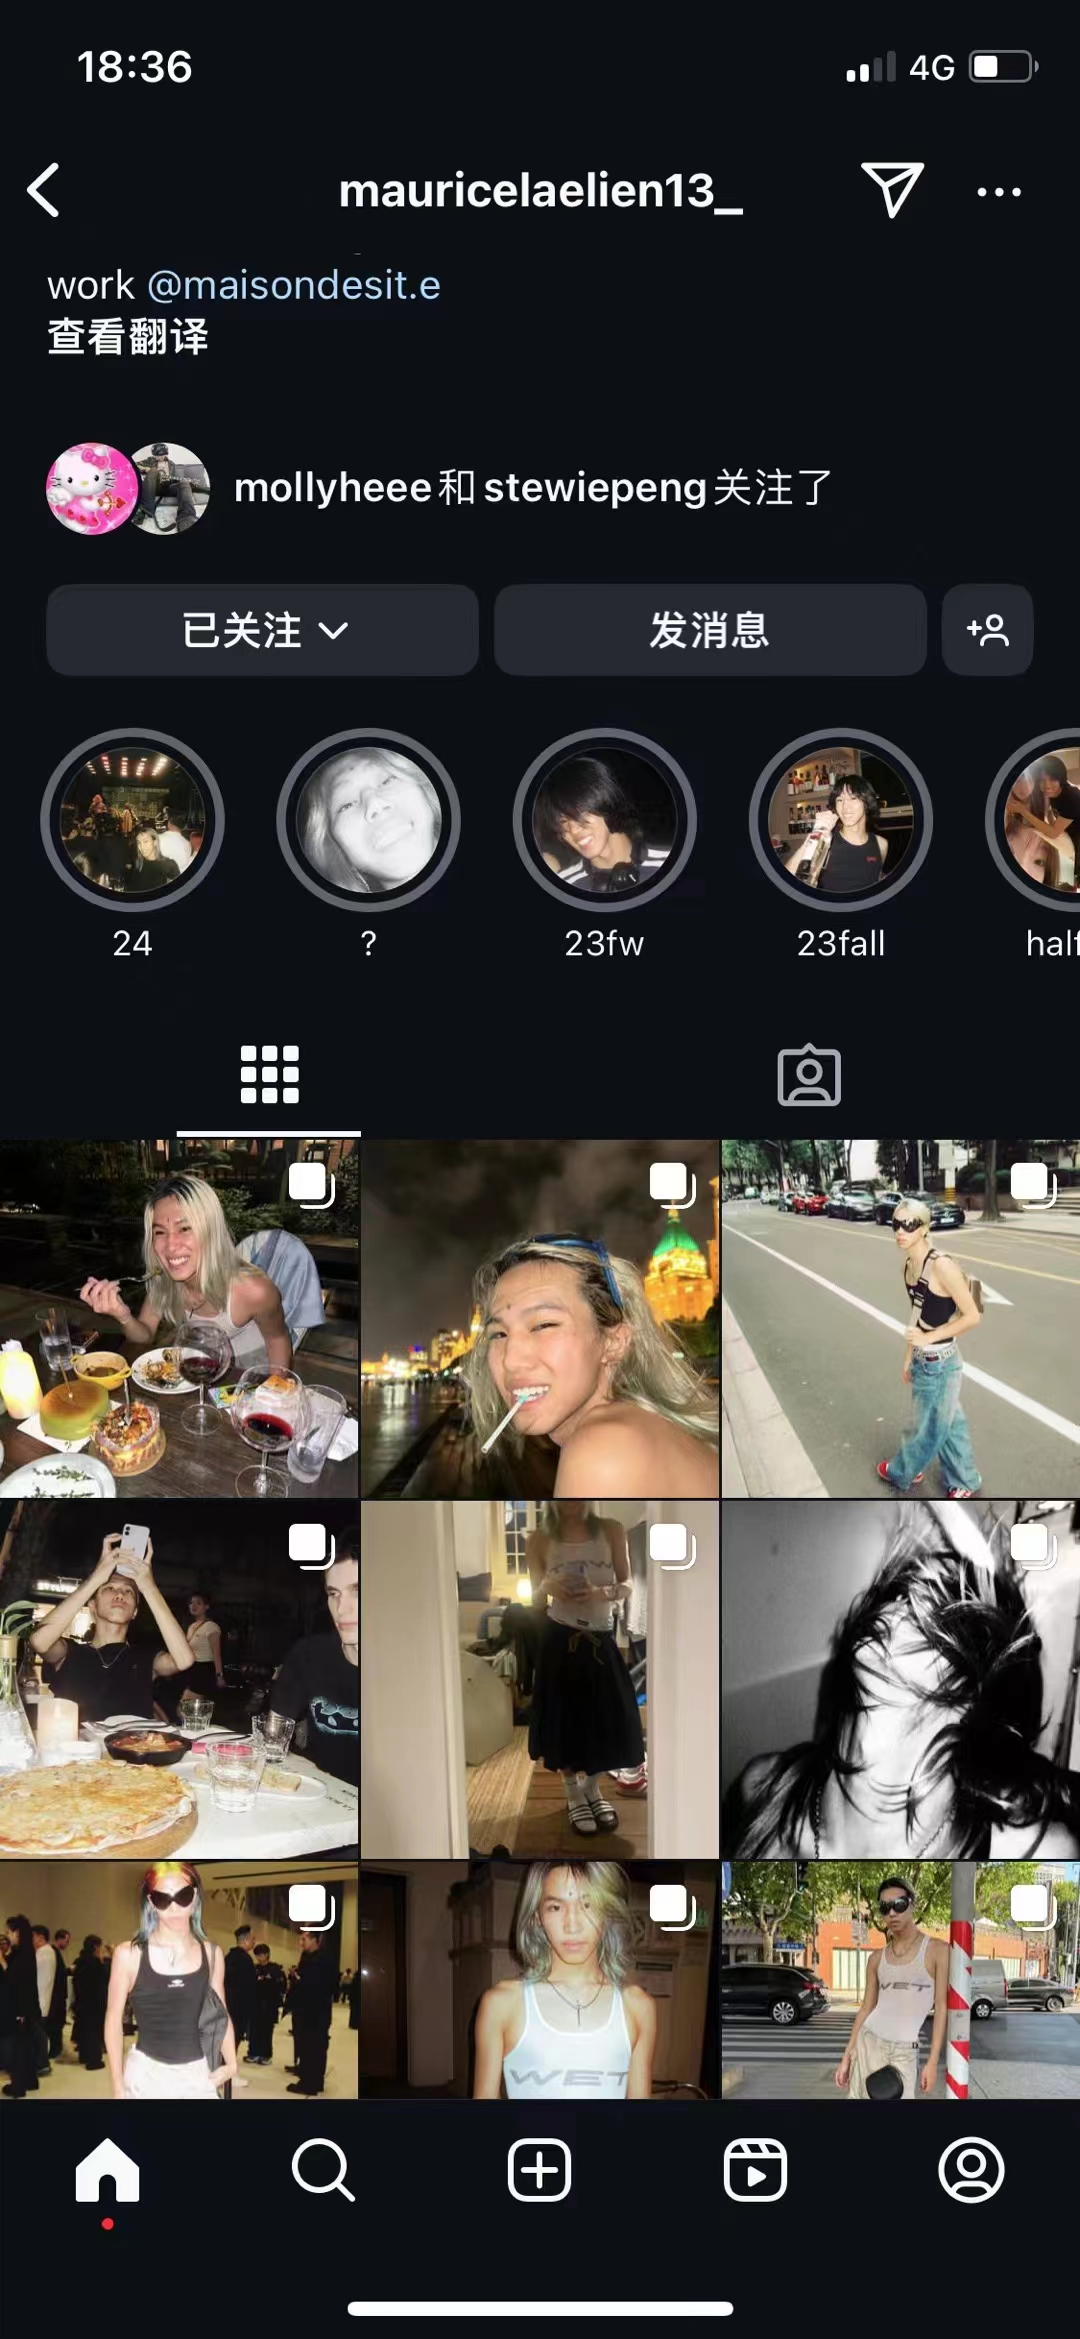 18:36
4G
mauricelaelien13_
work @maisondesit.e
查看翻译
mollyheee和stewiepeng关注了
已关注
发消息
24
?
23fw
23fall
half
WET
WET